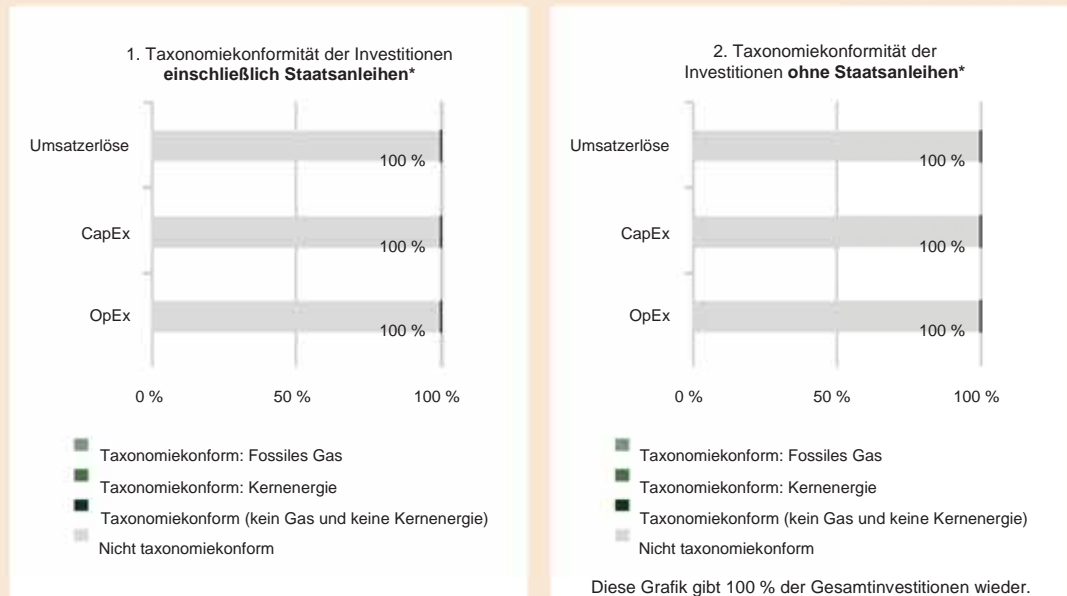 1. Taxonomiekonformität der Investitionen
einschließlich Staatsanleihen*
Umsatzerlöse
100 %
CapEx
100 %
OpEx
100 %
0 %
50 %
100 %
Taxonomiekonform: Fossiles Gas
Taxonomiekonform: Kernenergie
Taxonomiekonform (kein Gas und keine Kernenergie)
Nicht taxonomiekonform
2. Taxonomiekonformität der
Investitionen ohne Staatsanleihen*
Umsatzerlöse
100 %
CapEx
100 %
OpEx
100 %
0 %
50 %
100 %
Taxonomiekonform: Fossiles Gas
Taxonomiekonform: Kernenergie
Taxonomiekonform (kein Gas und keine Kernenergie)
Nicht taxonomiekonform
Diese Grafik gibt 100 % der Gesamtinvestitionen wieder.